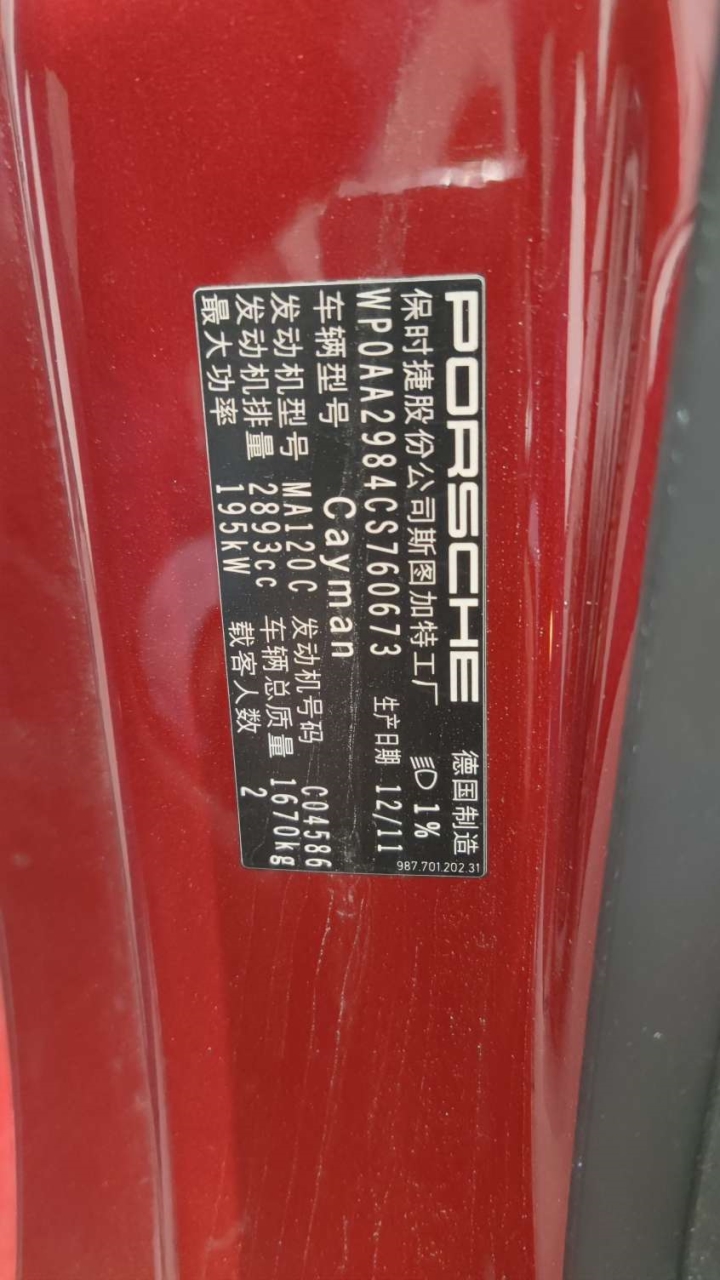 PORSCHE 德国制造
保时捷股份公司斯图加特工厂 1%
WP0AA2984CS760673 生产日期 12/11
车辆型号 Cayman
发动机型号 MA120C 发动机号码 C04586
发动机排量 2893cc 车辆总质量 1670kg
最大功率 195kW 载客人数 2
987.701.202.31